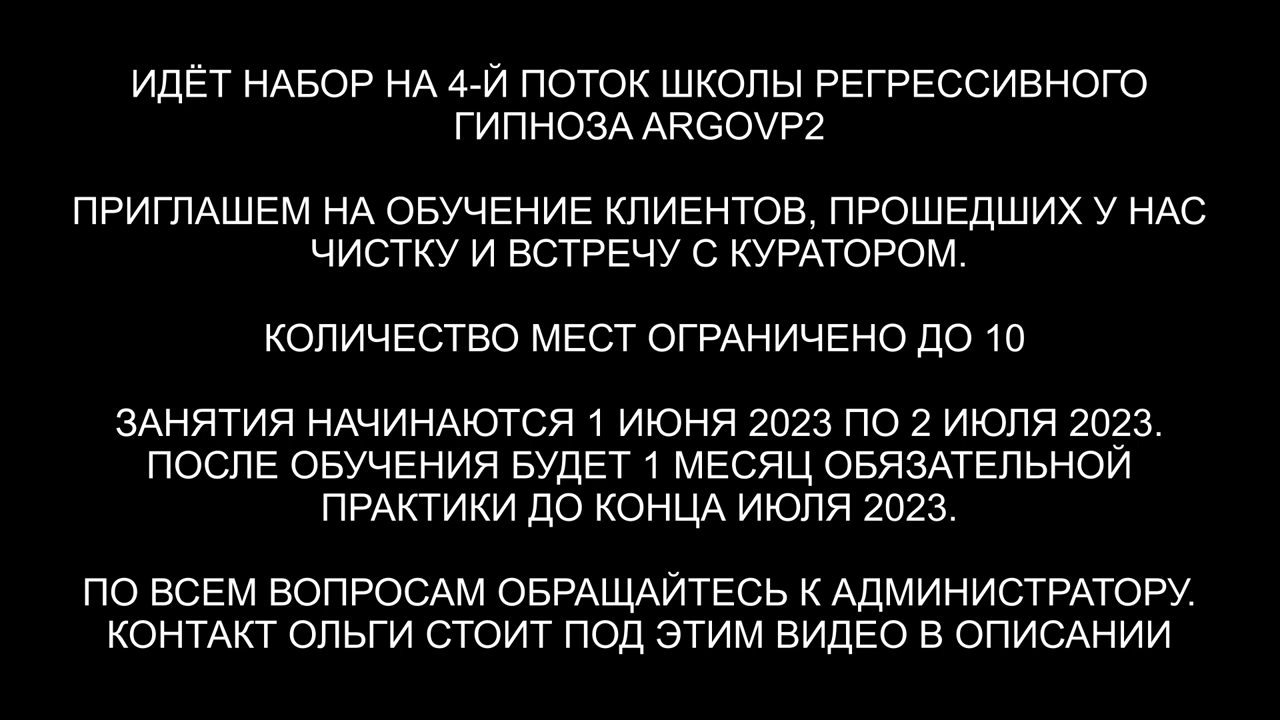 ИДЁТ НАБОР НА 4-Й ПОТОК ШКОЛЫ РЕГРЕССИВНОГО
ГИПНОЗА ARGOVP2
ПРИГЛАШЕМ НА ОБУЧЕНИЕ КЛИЕНТОВ, ПРОШЕДШИХ У НАС
ЧИСТКУ И ВСТРЕЧУ С КУРАТОРОМ.
КОЛИЧЕСТВО МЕСТ ОГРАНИЧЕНО ДО 10
ЗАНЯТИЯ НАЧИНАЮТСЯ 1 ИЮНЯ 2023 ПО 2 ИЮЛЯ 2023.
ПОСЛЕ ОБУЧЕНИЯ БУДЕТ 1 МЕСЯЦ ОБЯЗАТЕЛЬНОЙ
ПРАКТИКИ ДО КОНЦА ИЮЛЯ 2023.
ПО ВСЕМ ВОПРОСАМ ОБРАЩАЙТЕСЬ К АДМИНИСТРАТОРУ.
КОНТАКТ ОЛЬГИ СТОИТ ПОД ЭТИМ ВИДЕО В ОПИСАНИИ